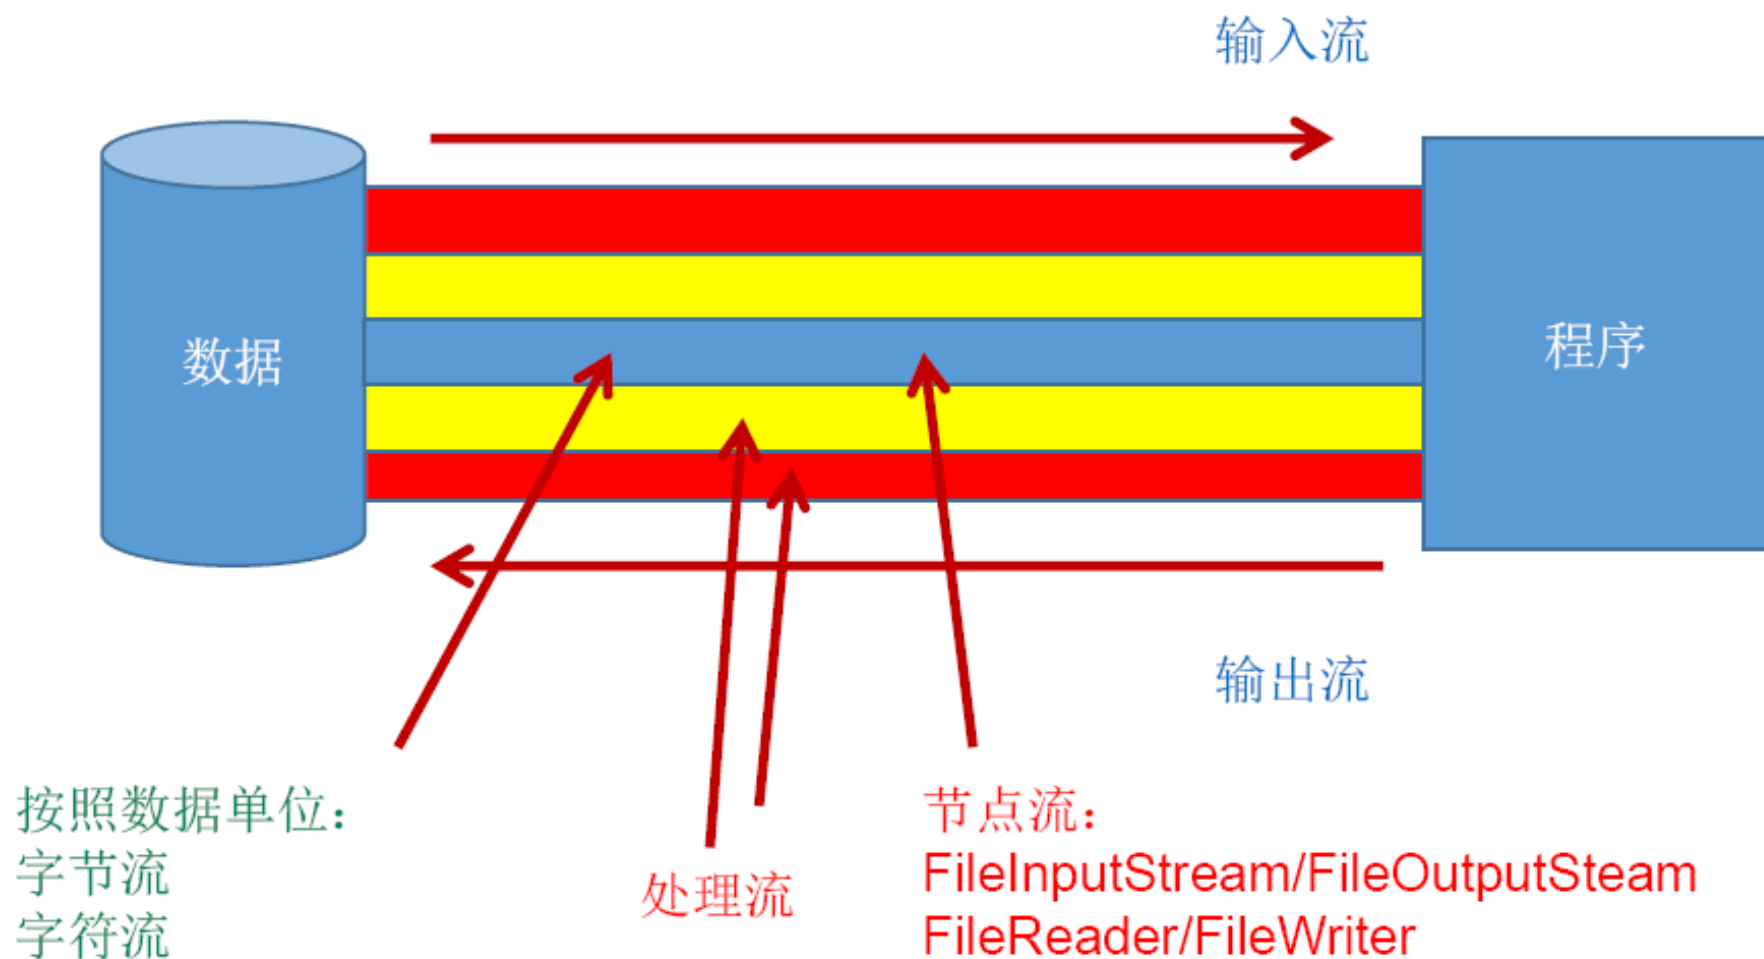 输入流
数据
程序
输出流
按照数据单位：
字节流
字符流
处理流
节点流：
FileInputStream/FileOutputSteam
FileReader/FileWriter